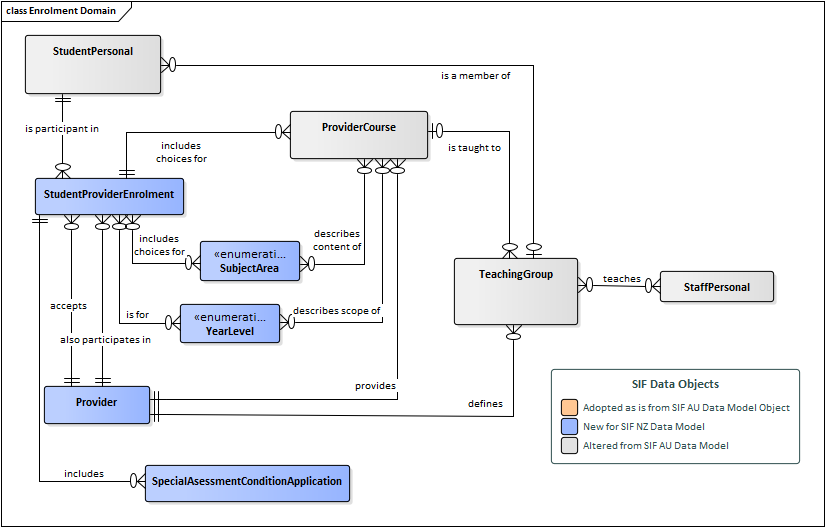 class Enrolment Domain
StudentPersonal
is a member of
is participant in
ProviderCourse
includes
choices for
is taught to
StudentProviderEnrolment
describes
content of
includes
choices for
«enumerati...
SubjectArea
TeachingGroup
teaches
StaffPersonal
accepts
is for
«enumerati...
YearLevel
describes scope of
also participates in
provides
Provider
defines
SIF Data Objects
Adopted as is from SIF AU Data Model Object
New for SIF NZ Data Model
Altered from SIF AU Data Model
includes
SpecialAsessmentConditionApplication